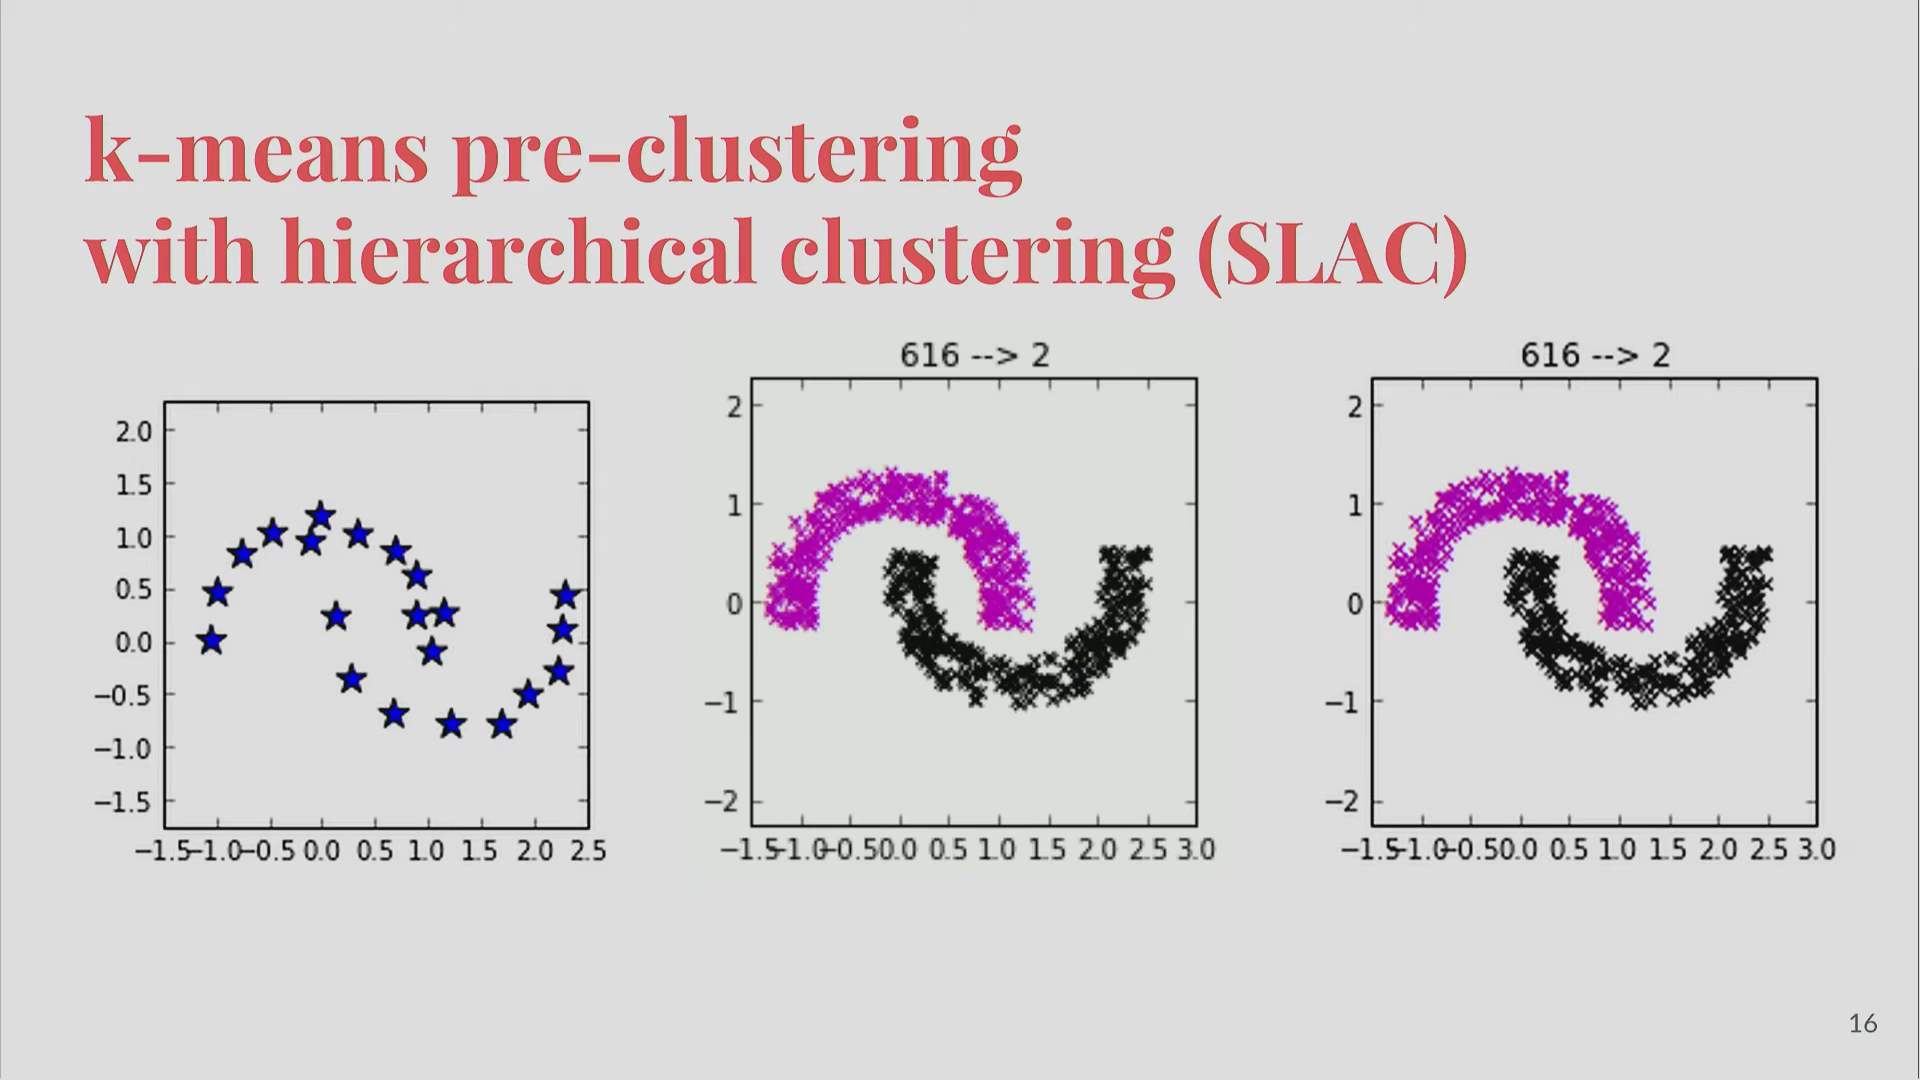 k-means pre-clustering
with hierarchical clustering (SLAC)
2.0
1.5
1.0
0.5
0.0
−0.5
−1.0
−1.5
−1.5 −1.0 −0.5 0.0 0.5 1.0 1.5 2.0 2.5
616 --> 2
2
1
0
−1
−2
−1.5 −1.0 −0.5 0.0 0.5 1.0 1.5 2.0 2.5 3.0
616 --> 2
2
1
0
−1
−2
−1.5 −1.0 −0.5 0.0 0.5 1.0 1.5 2.0 2.5 3.0
16